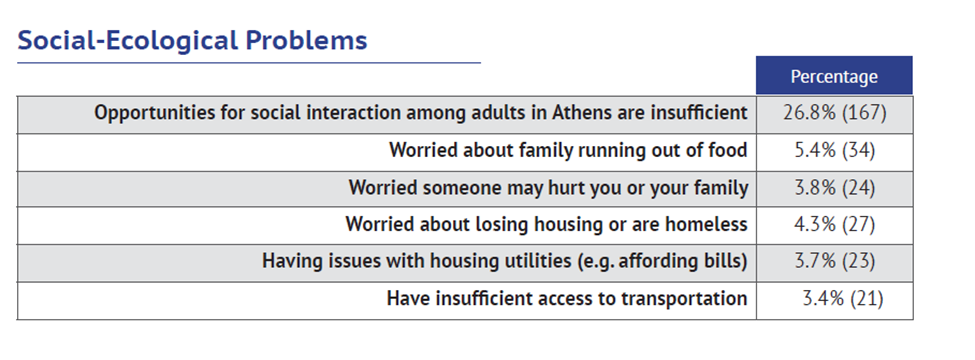 Social-Ecological Problems
Percentage
Opportunities for social interaction among adults in Athens are insufficient 26.8% (167)
Worried about family running out of food 5.4% (34)
Worried someone may hurt you or your family 3.8% (24)
Worried about losing housing or are homeless 4.3% (27)
Having issues with housing utilities (e.g. affording bills) 3.7% (23)
Have insufficient access to transportation 3.4% (21)